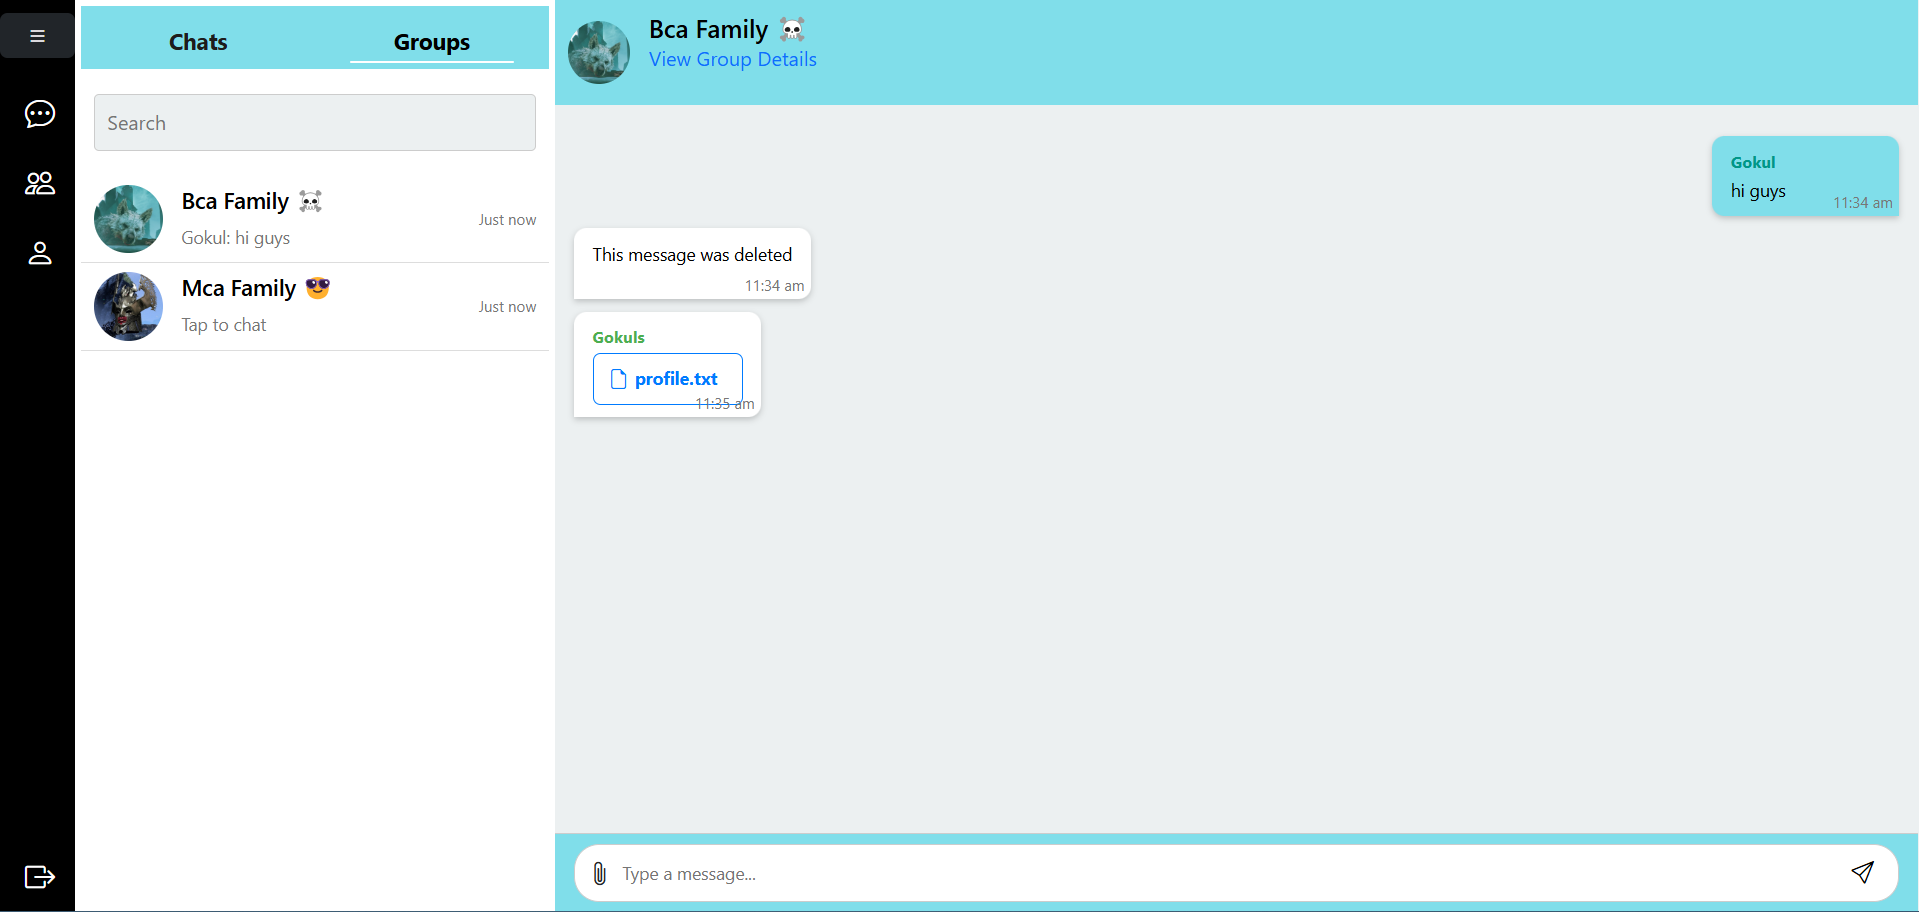 Chats
Groups
Search
Bca Family ☠️
Gokul: hi guys
Just now
Mca Family 😎
Tap to chat
Just now
Bca Family ☠️
View Group Details
Gokul
hi guys
11:34 am
This message was deleted
11:34 am
Gokuls
profile.txt
11:35 am
Type a message...